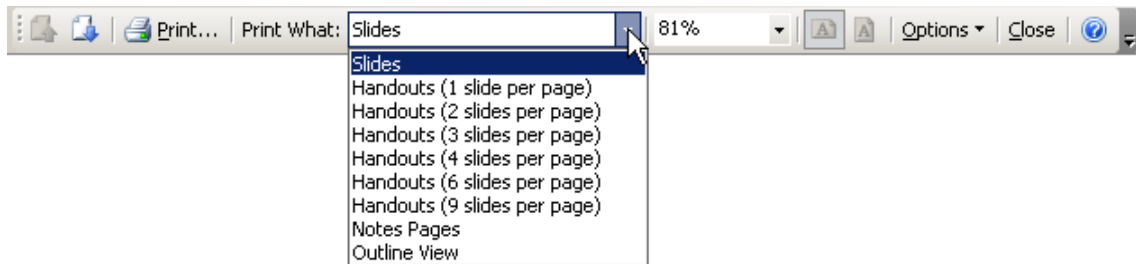 Print... Print What: Slides 81% A A Options Close ?
Slides
Handouts (1 slide per page)
Handouts (2 slides per page)
Handouts (3 slides per page)
Handouts (4 slides per page)
Handouts (6 slides per page)
Handouts (9 slides per page)
Notes Pages
Outline View